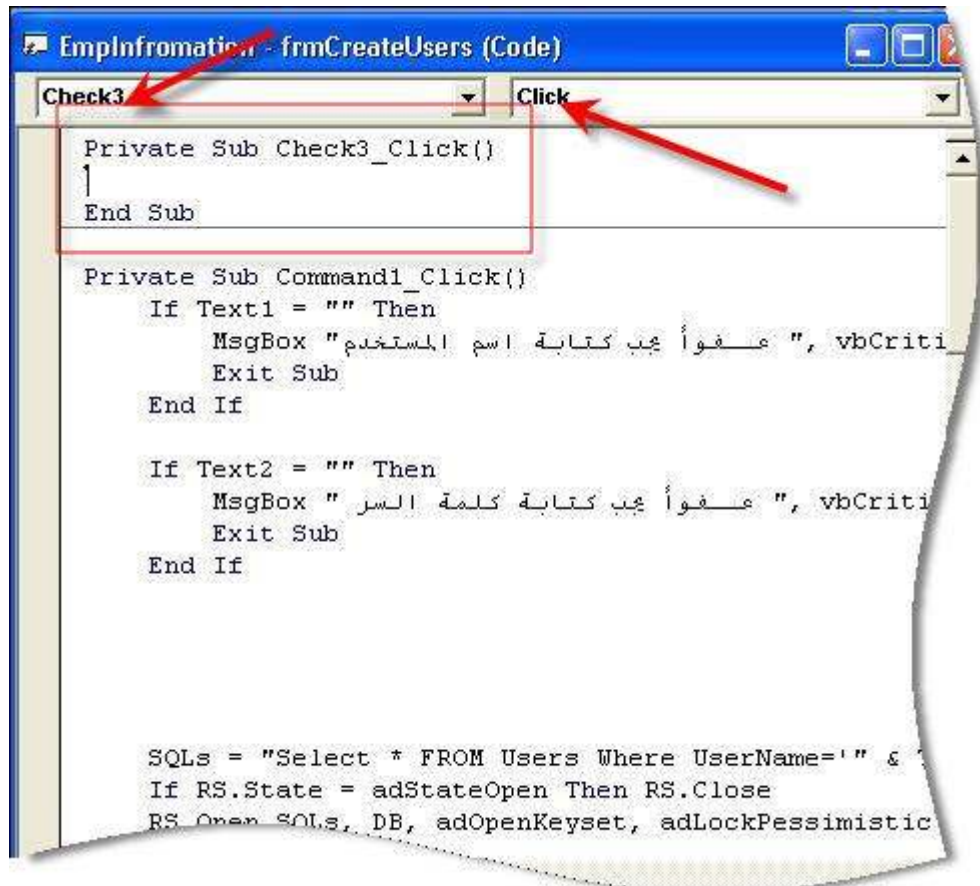 EmpInfromation - frmCreateUsers (Code)
Check3 Click
Private Sub Check3_Click()
End Sub
Private Sub Command1_Click()
If Text1 = "" Then
MsgBox "عــفواً يجب كتابة اسم المستخدم ", vbCriti
Exit Sub
End If
If Text2 = "" Then
MsgBox " عــفواً يجب كتابة كلمة السر ", vbCriti
Exit Sub
End If
SQLs = "Select * FROM Users Where UserName='" &
If RS.State = adStateOpen Then RS.Close
RS.Open SQLs, DB, adOpenKeyset, adLockPessimistic